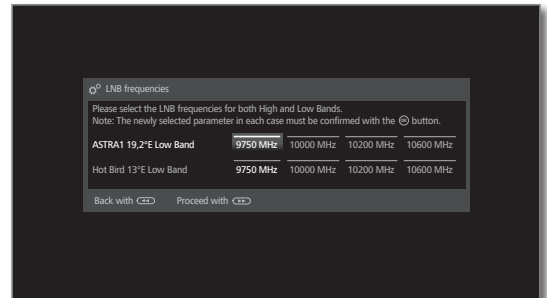 LNB frequencies
Please select the LNB frequencies for both High and Low Bands.
Note: The newly selected parameter in each case must be confirmed with the OK button.
ASTRA1 19,2°E Low Band 9750 MHz 10000 MHz 10200 MHz 10600 MHz
Hot Bird 13°E Low Band 9750 MHz 10000 MHz 10200 MHz 10600 MHz
Back with Proceed with